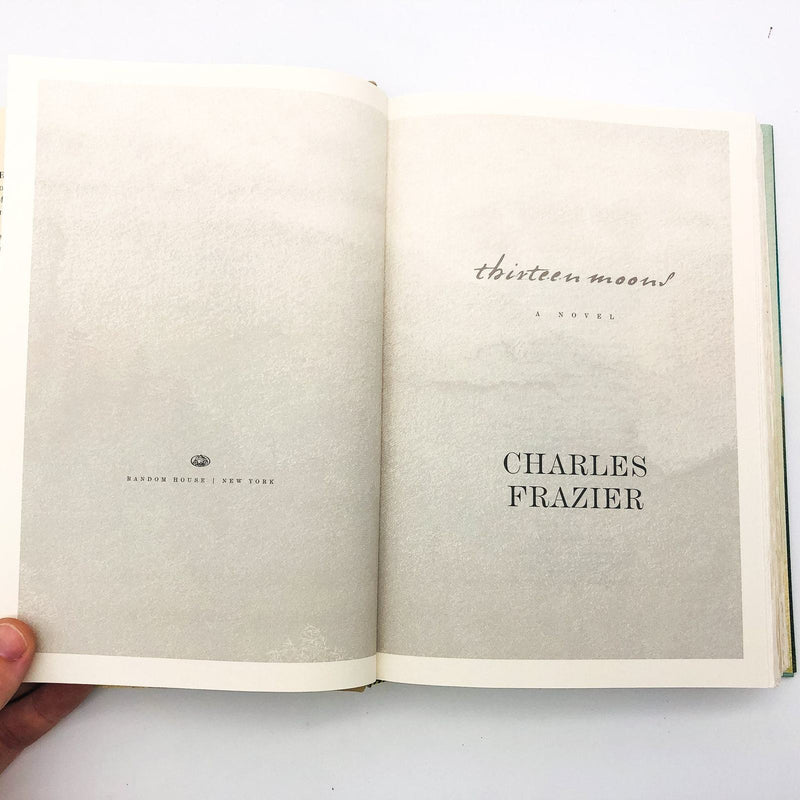 RANDOM HOUSE | NEW YORK
thirteen moons
A NOVEL
CHARLES
FRAZIER